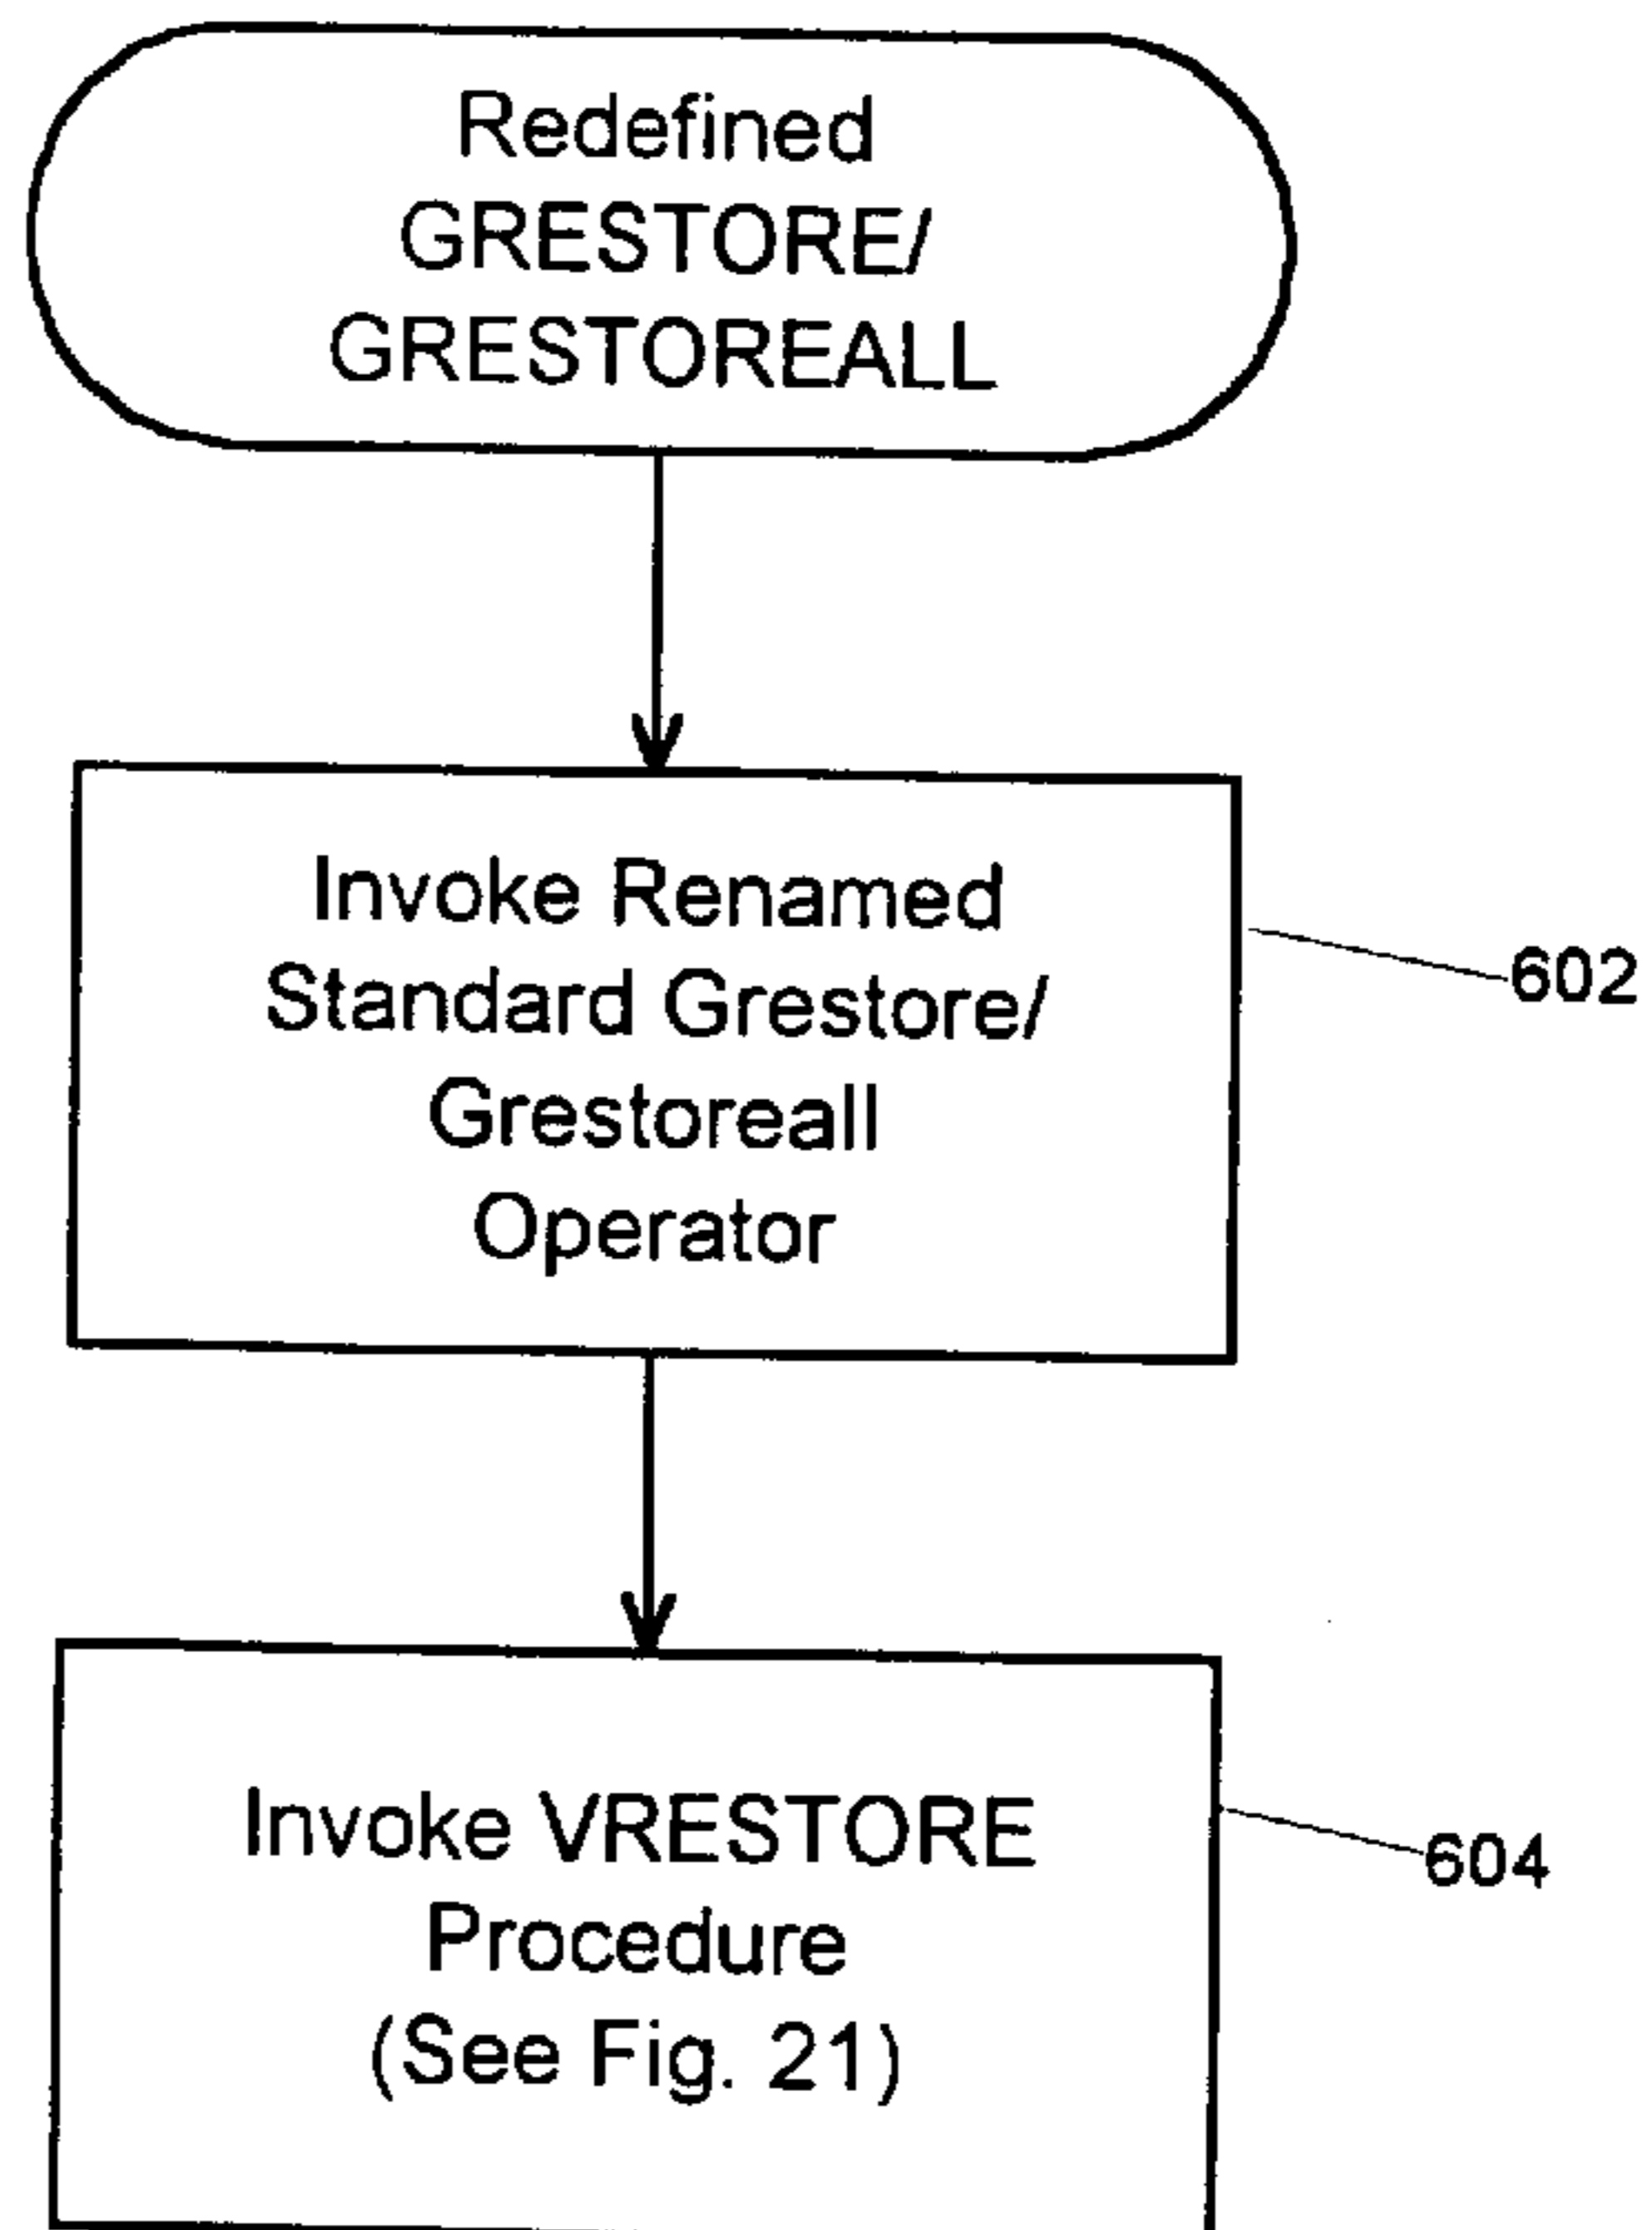 Redefined
GRESTORE/
GRESTOREALL
Invoke Renamed
Standard Grestore/
Grestoreall
Operator
602
Invoke VRESTORE
Procedure
(See Fig. 21)
604